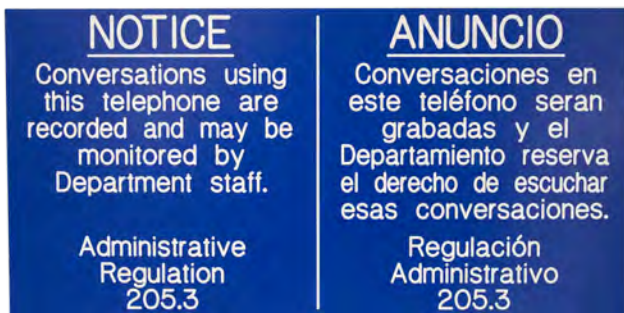 NOTICE
Conversations using
this telephone are
recorded and may be
monitored by
Department staff.
Administrative
Regulation
205.3
ANUNCIO
Conversaciones en
este teléfono seran
grabadas y el
Departamiento reserva
el derecho de escuchar
esas conversaciones.
Regulación
Administrativo
205.3